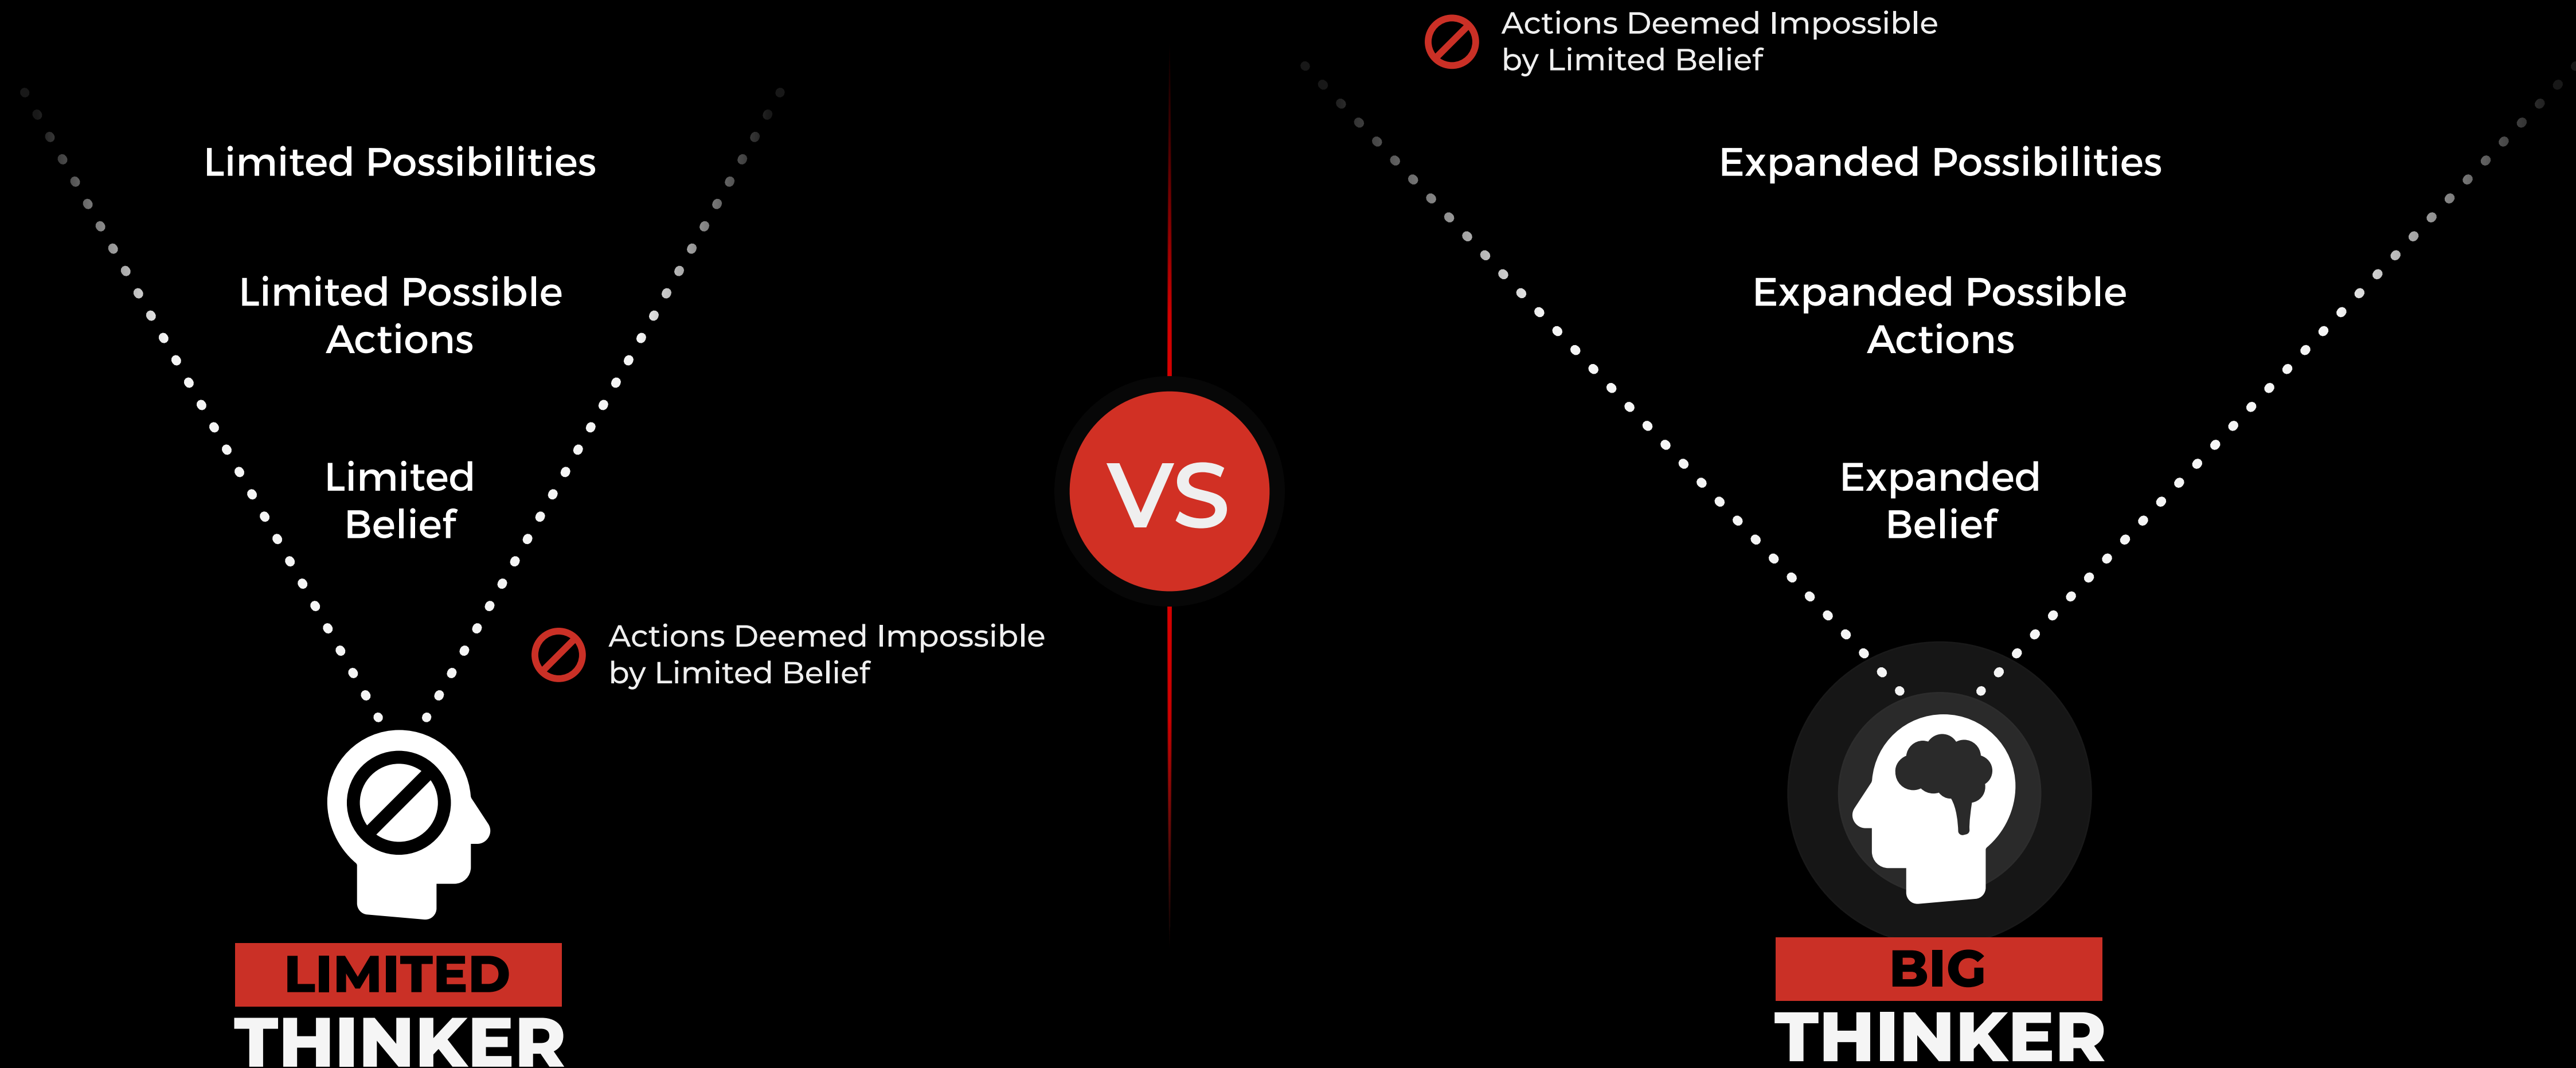 Limited Possibilities
Limited Possible
Actions
Limited
Belief
Actions Deemed Impossible
by Limited Belief
LIMITED
THINKER
VS
Actions Deemed Impossible
by Limited Belief
Expanded Possibilities
Expanded Possible
Actions
Expanded
Belief
BIG
THINKER